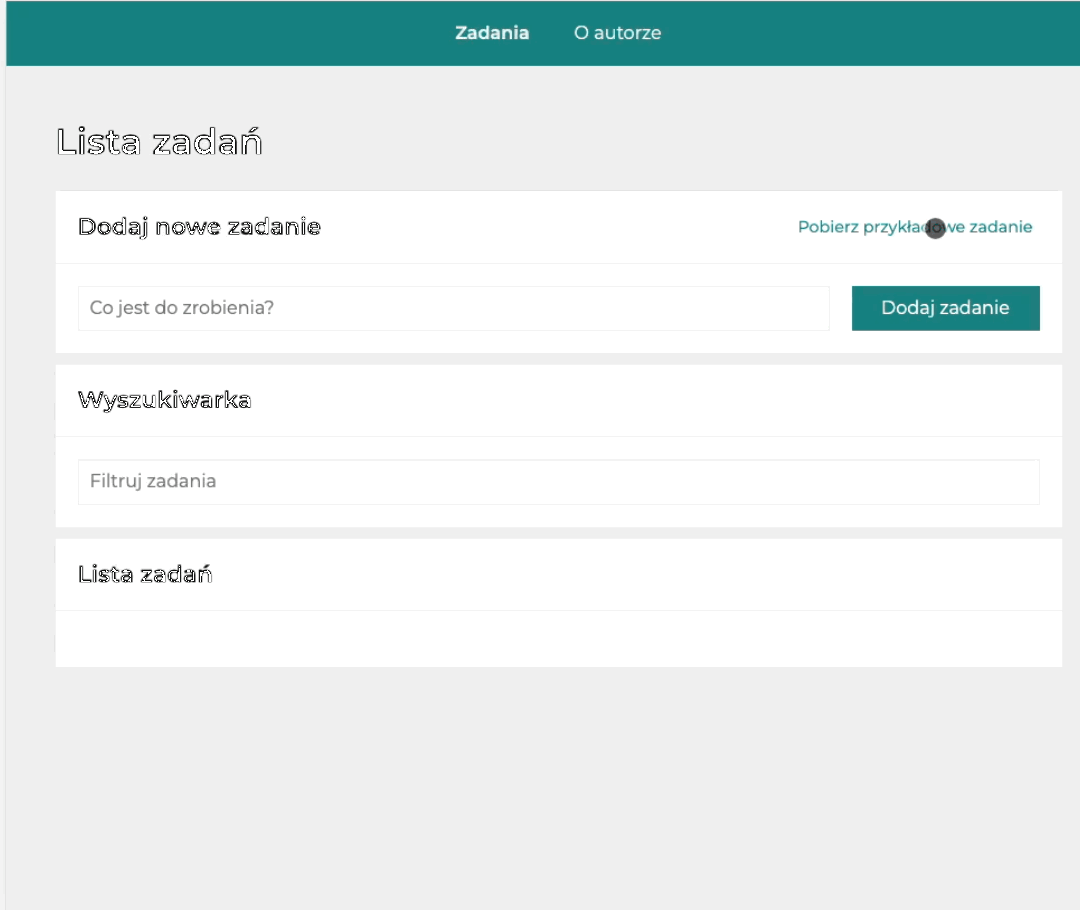 Zadania O autorze
Lista zadań
Dodaj nowe zadanie Pobierz przykładowe zadanie
Co jest do zrobienia? Dodaj zadanie
Wyszukiwarka
Filtruj zadania
Lista zadań